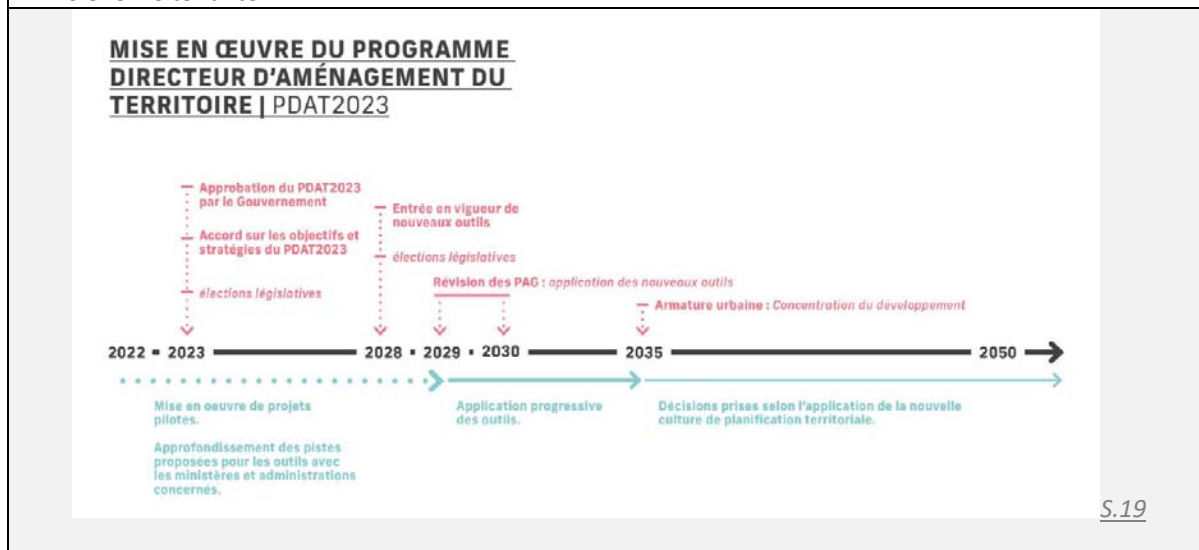 MISE EN ŒUVRE DU PROGRAMME
DIRECTEUR D'AMÉNAGEMENT DU
TERRITOIRE | PDAT2023
Approbation du PDAT2023
par le Gouvernement
Accord sur les objectifs et
stratégies du PDAT2023
élections législatives
Entrée en vigueur de
nouveaux outils
élections législatives
Révision des PAG : application des nouveaux outils
Armature urbaine : Concentration du développement
2022 - 2023 2028 - 2029 - 2030 2035 2050
Mise en oeuvre de projets
pilotes.
Approfondissement des pistes
proposées pour les outils avec
les ministères et administrations
concernés.
Application progressive
des outils.
Décisions prises selon l'application de la nouvelle
culture de planification territoriale.
S.19